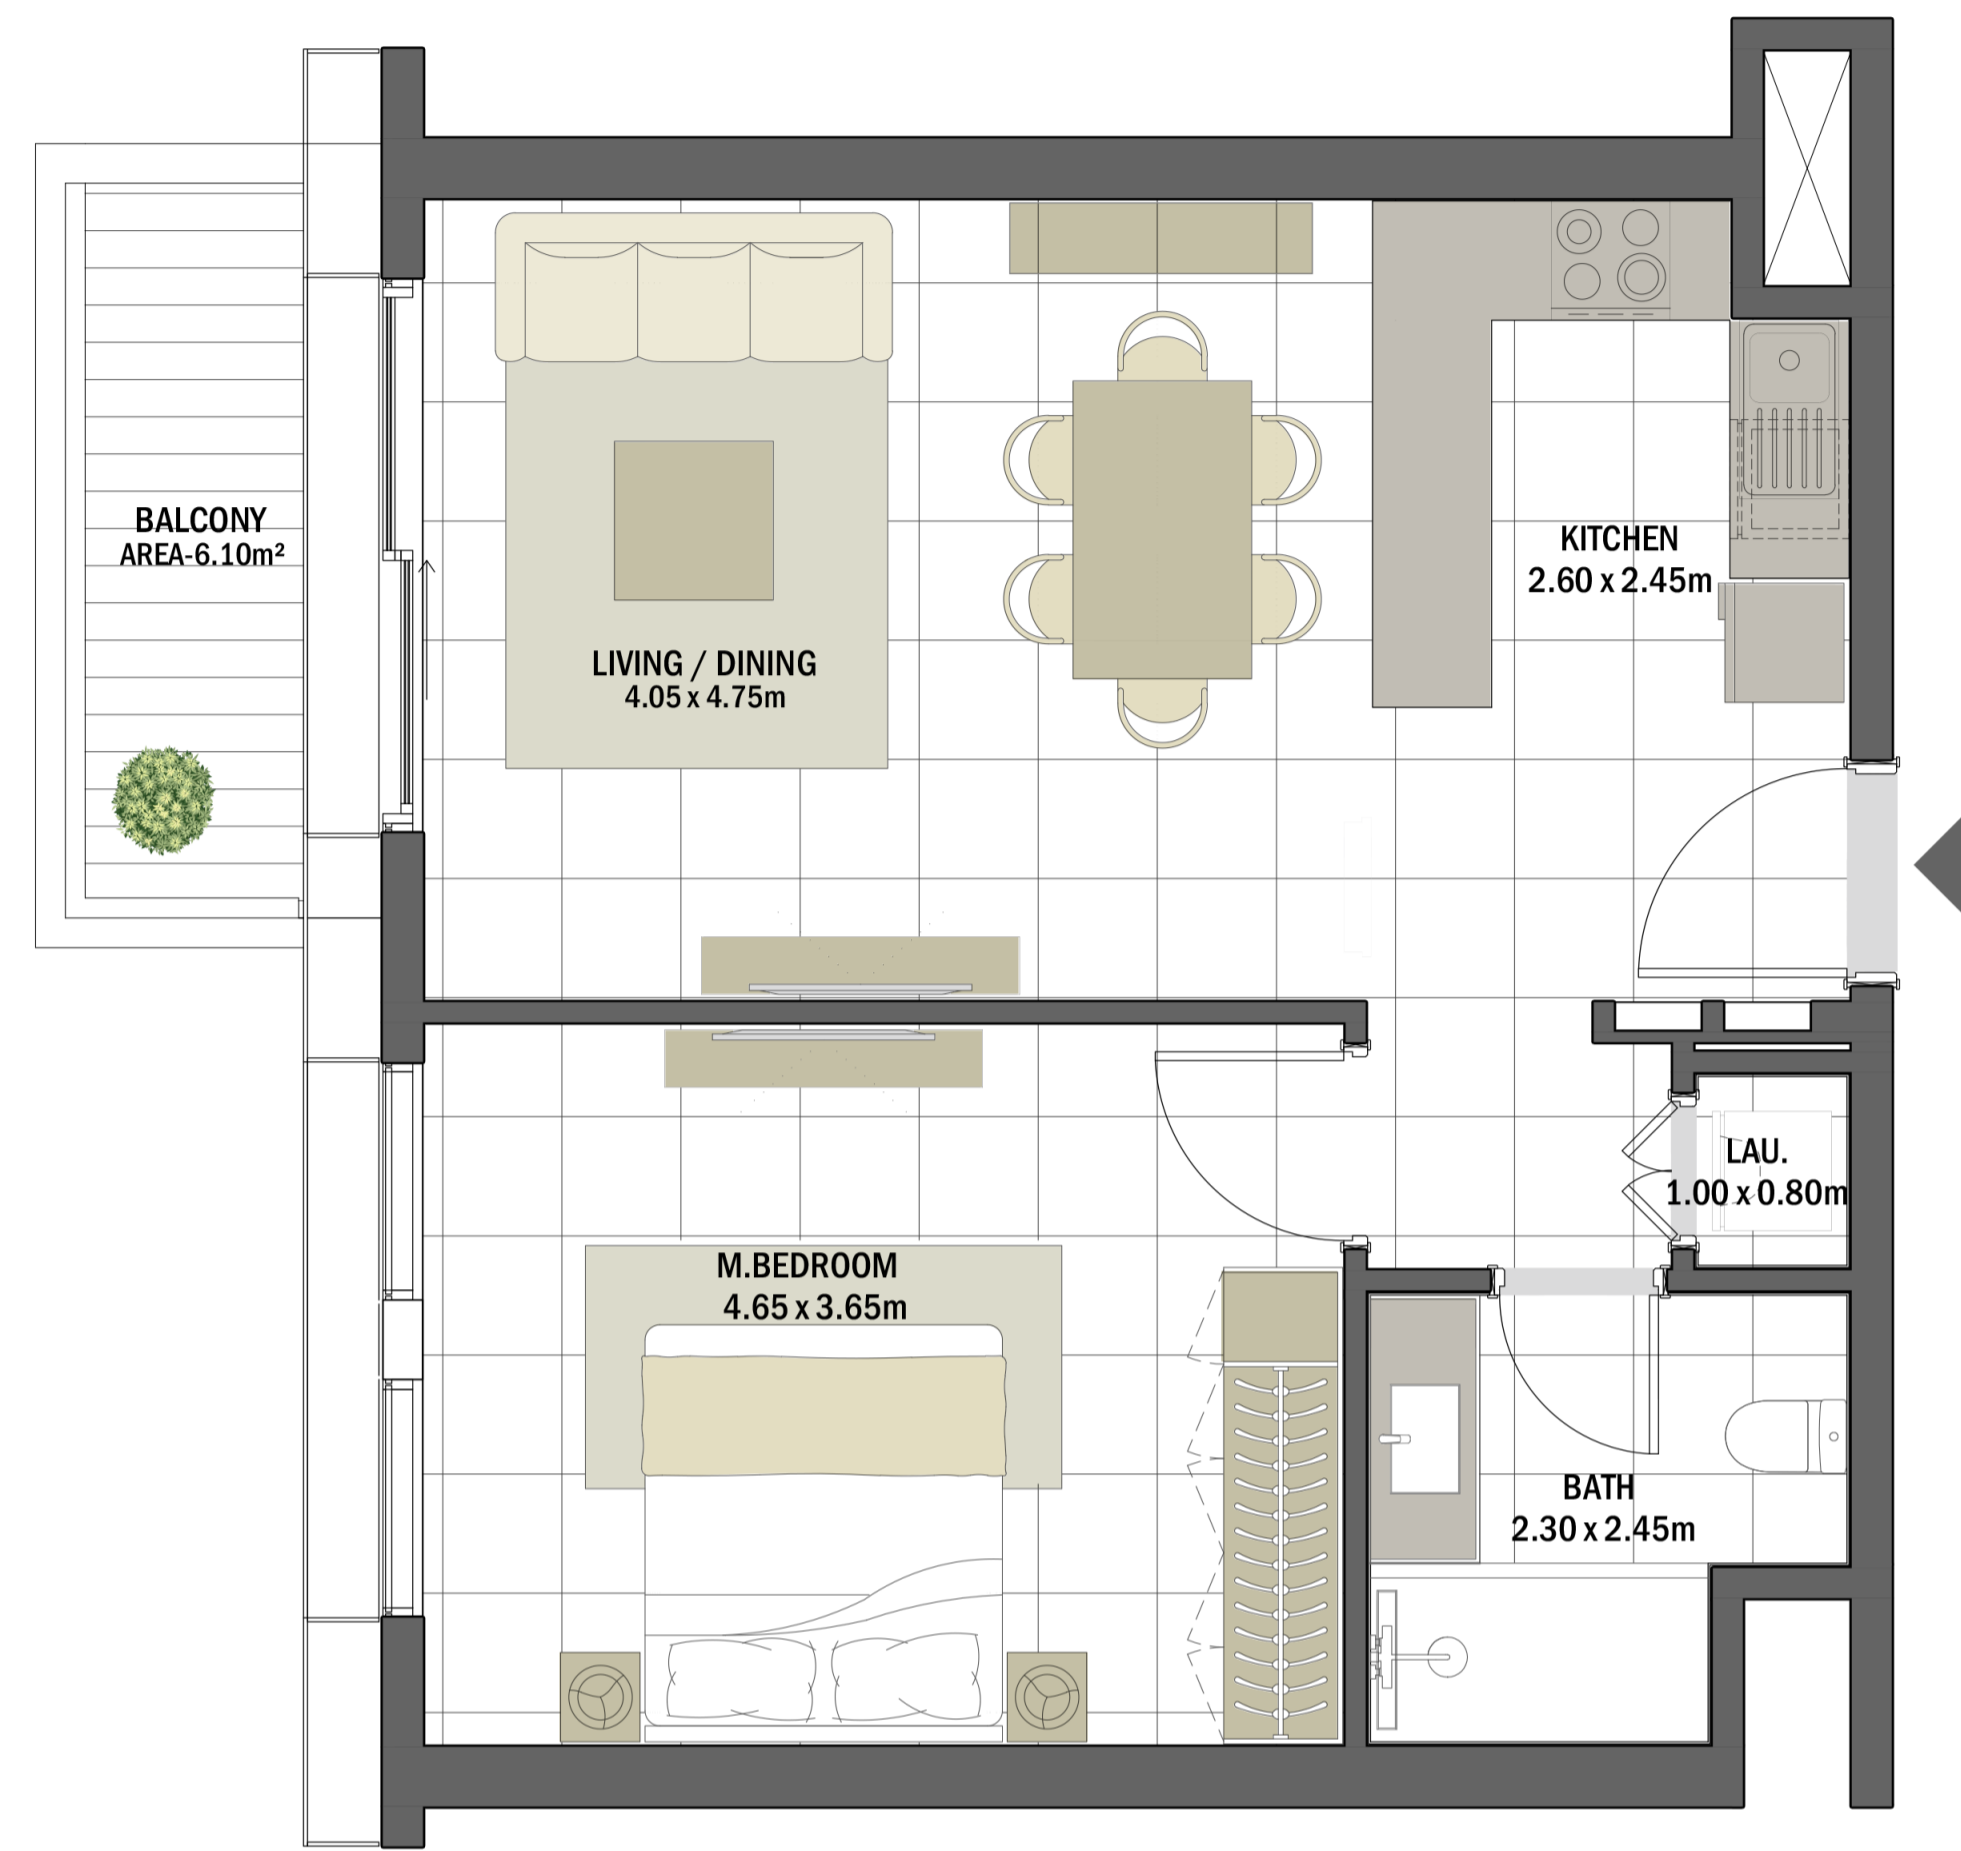 BALCONY
AREA-6.10m²
LIVING / DINING
4.05 x 4.75m
KITCHEN
2.60 x 2.45m
LAU.
1.00 x 0.80m
M.BEDROOM
4.65 x 3.65m
BATH
2.30 x 2.45m